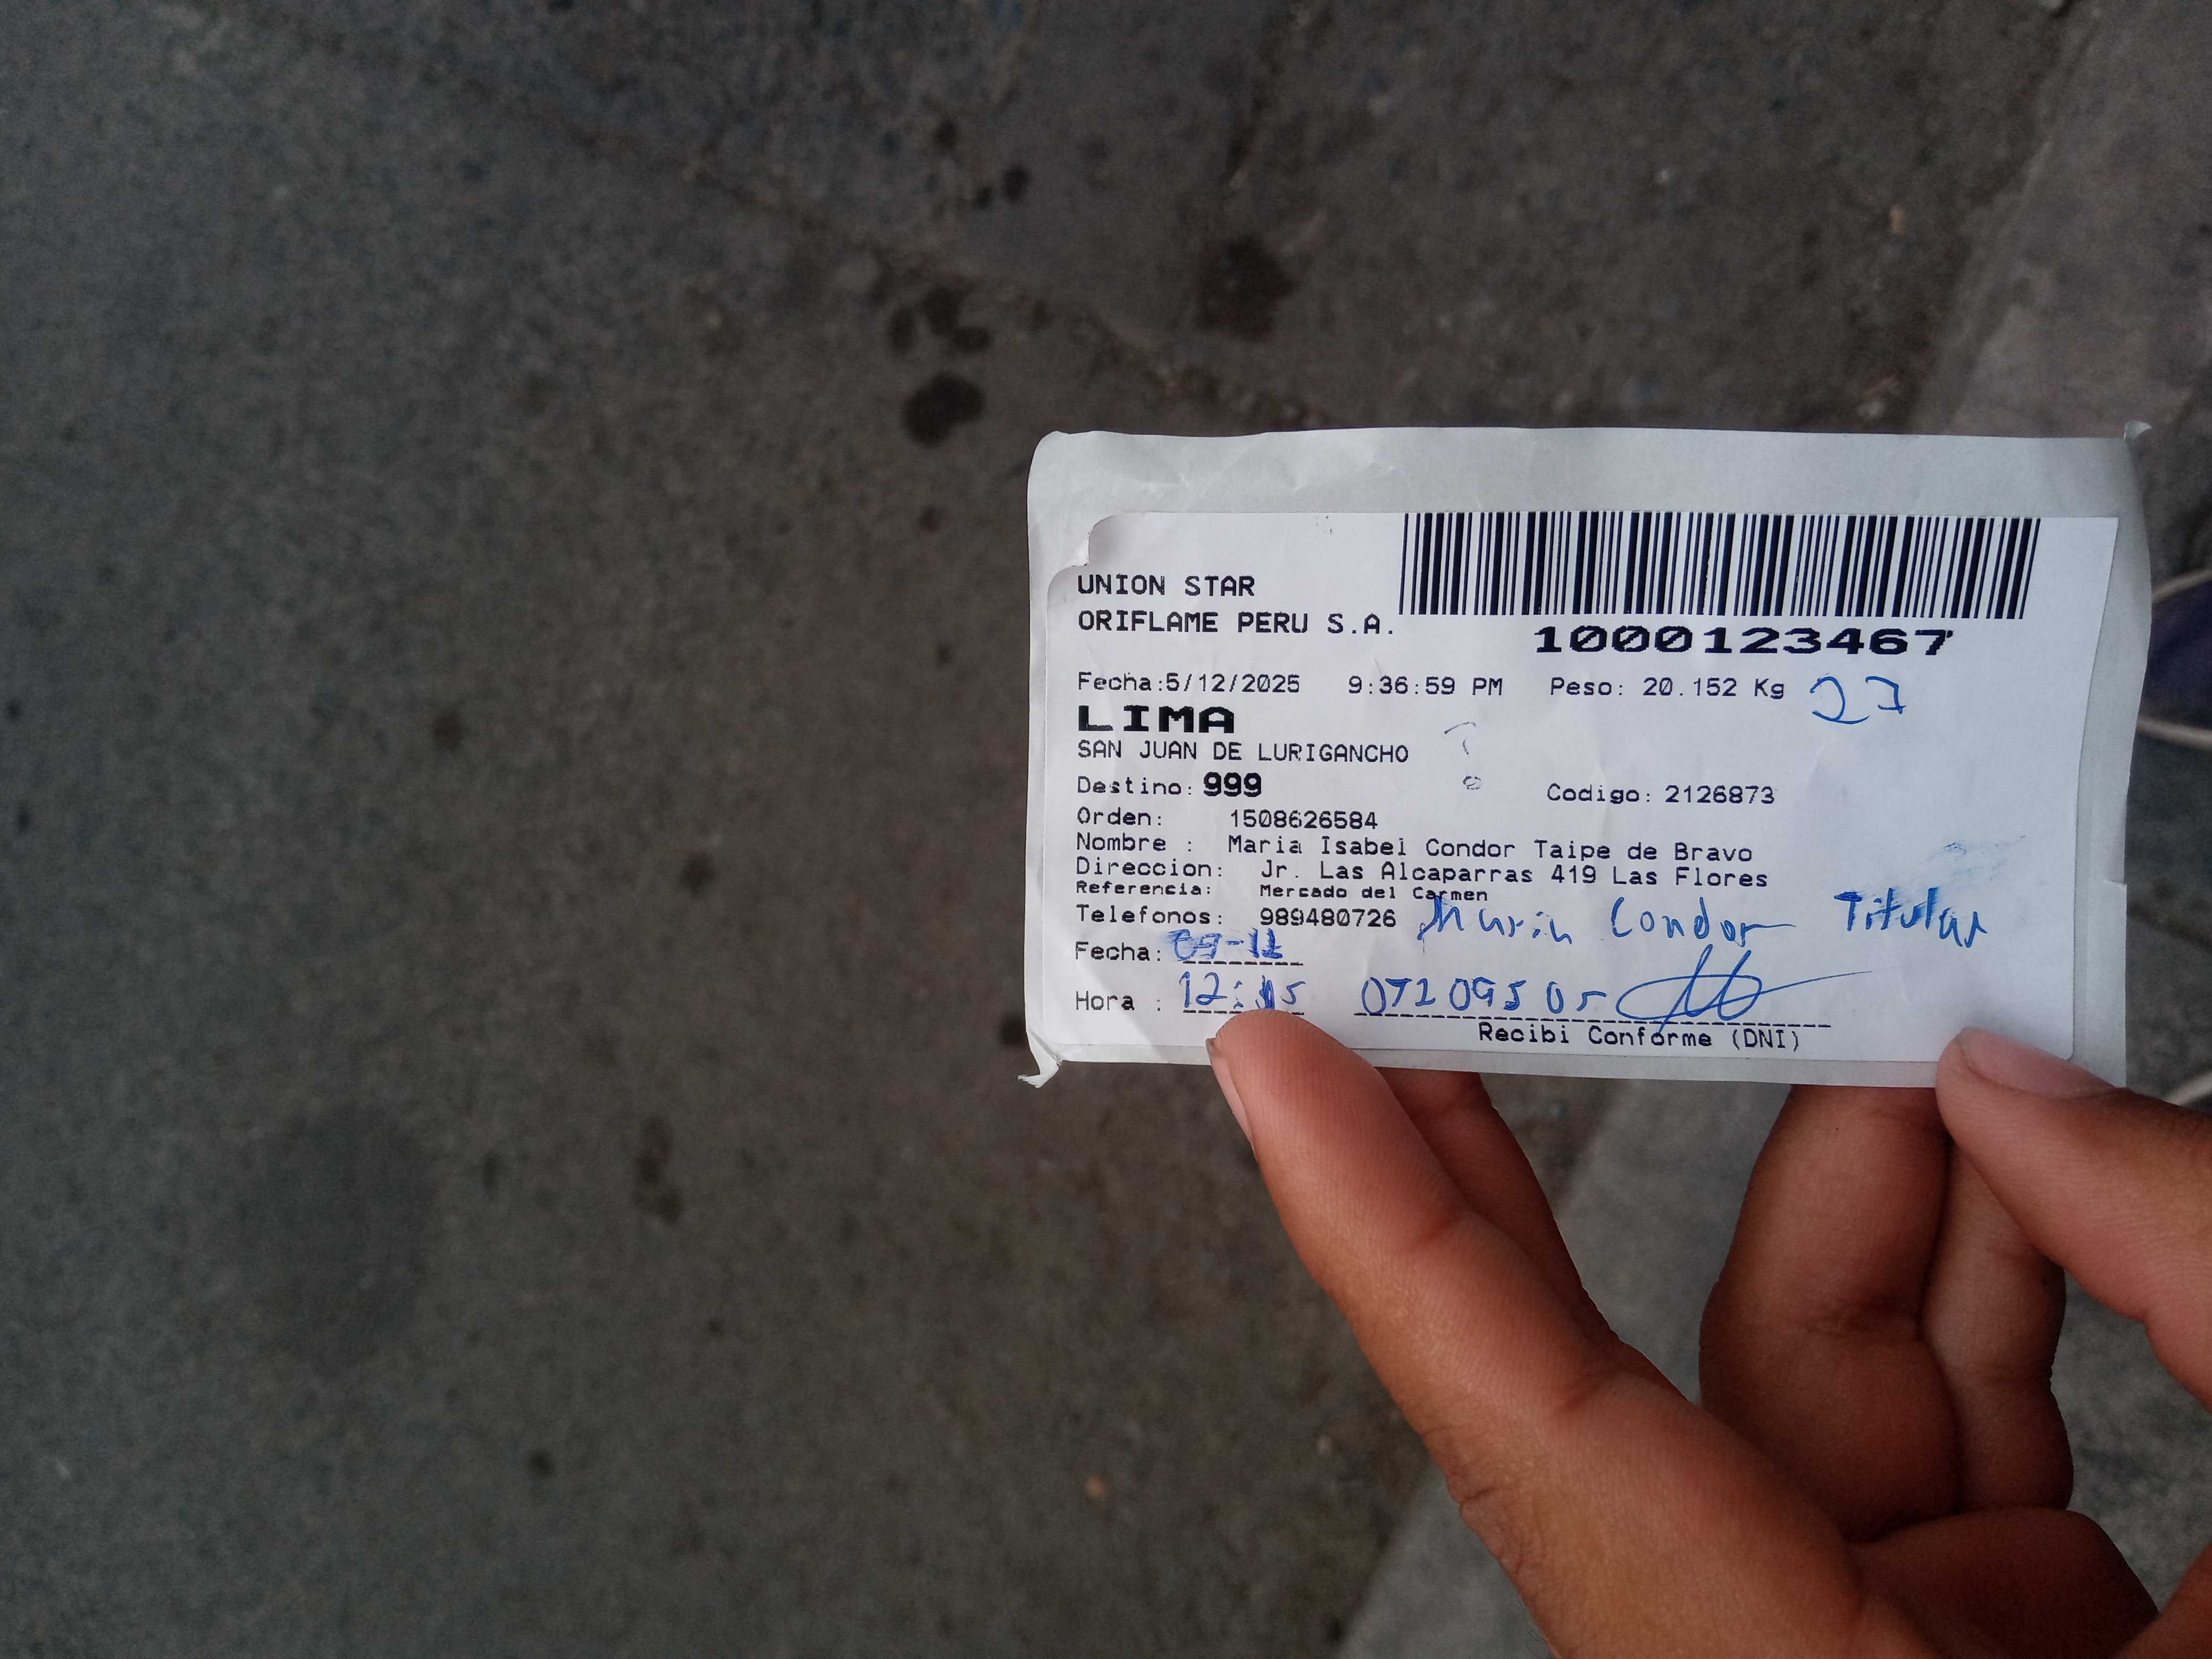 UNION STAR
ORIFLAME PERU S.A.
1000123467
Fecha:5/12/2025 9:36:59 PM Peso: 20.152 Kg 27
LIMA
SAN JUAN DE LURIGANCHO
Destino: 999 Codigo: 2126873
Orden: 1508626584
Nombre : Maria Isabel Condor Taipe de Bravo
Direccion: Jr. Las Alcaparras 419 Las Flores
Referencia: Mercado del Carmen
Telefonos: 989480726 Maria Condor Titular
Fecha:
Hora : 12:15
Recibi Conforme (DNI)